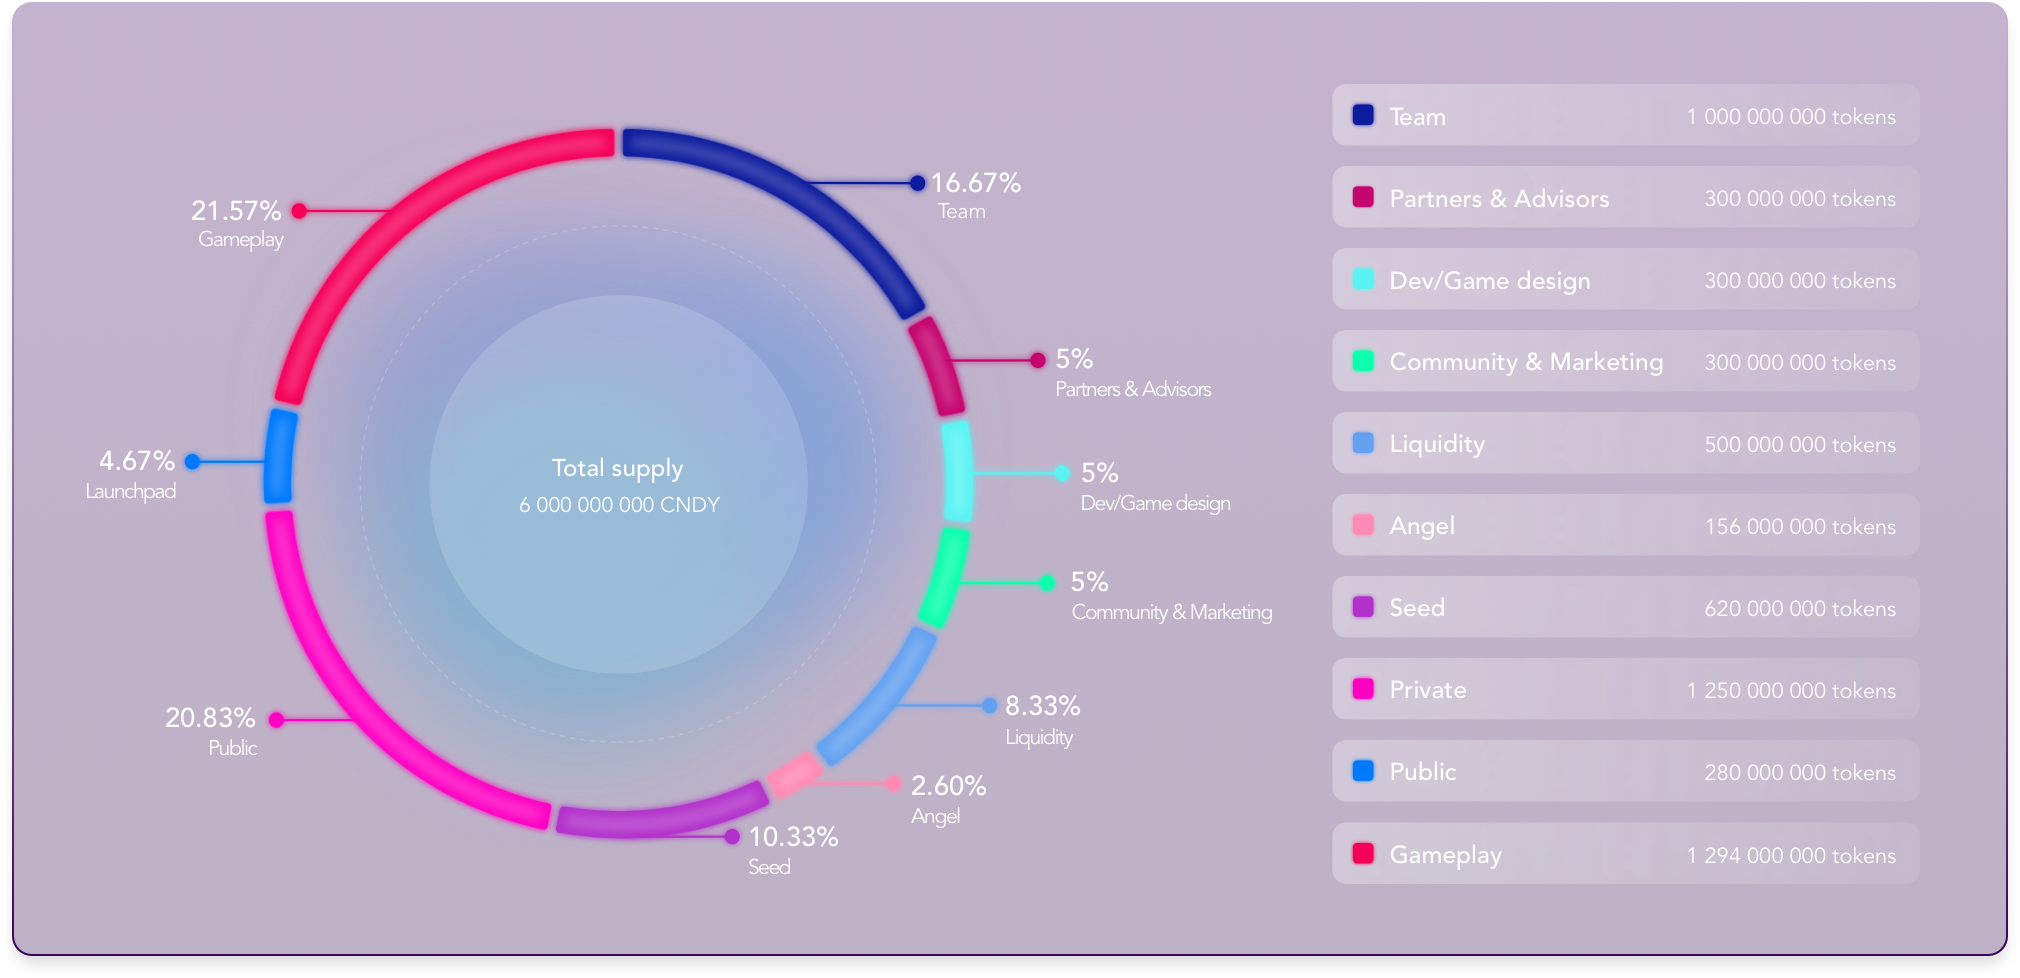 16.67%
Team
21.57%
Gameplay
5%
Partners & Advisors
4.67%
Launchpad
Total supply
6 000 000 000 CNDY
5%
Dev/Game design
5%
Community & Marketing
20.83%
Public
8.33%
Liquidity
2.60%
Angel
10.33%
Seed
Team 1 000 000 000 tokens
Partners & Advisors 300 000 000 tokens
Dev/Game design 300 000 000 tokens
Community & Marketing 300 000 000 tokens
Liquidity 500 000 000 tokens
Angel 156 000 000 tokens
Seed 620 000 000 tokens
Private 1 250 000 000 tokens
Public 280 000 000 tokens
Gameplay 1 294 000 000 tokens